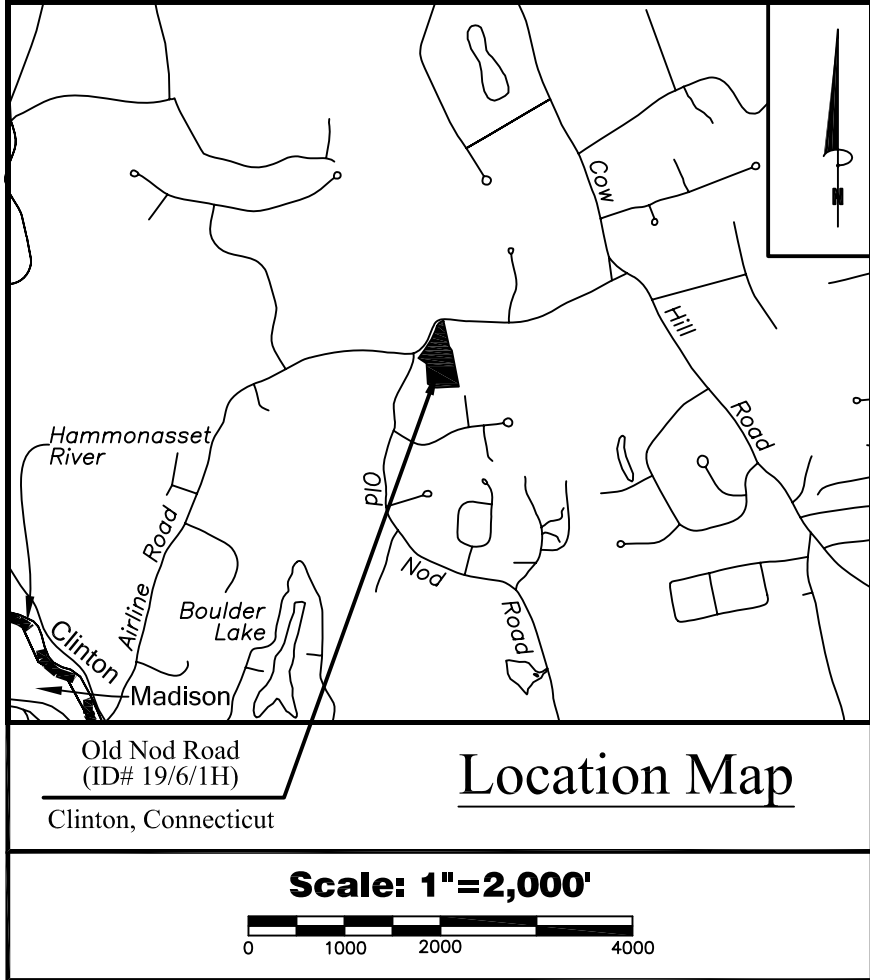 N
Cow
Hill
Road
Hammonasset
River
Airline Road
Old
Nod
Road
Boulder
Lake
Clinton
Madison
Old Nod Road
(ID# 19/6/1H)
Clinton, Connecticut
Location Map
Scale: 1"=2,000'
0 1000 2000 4000